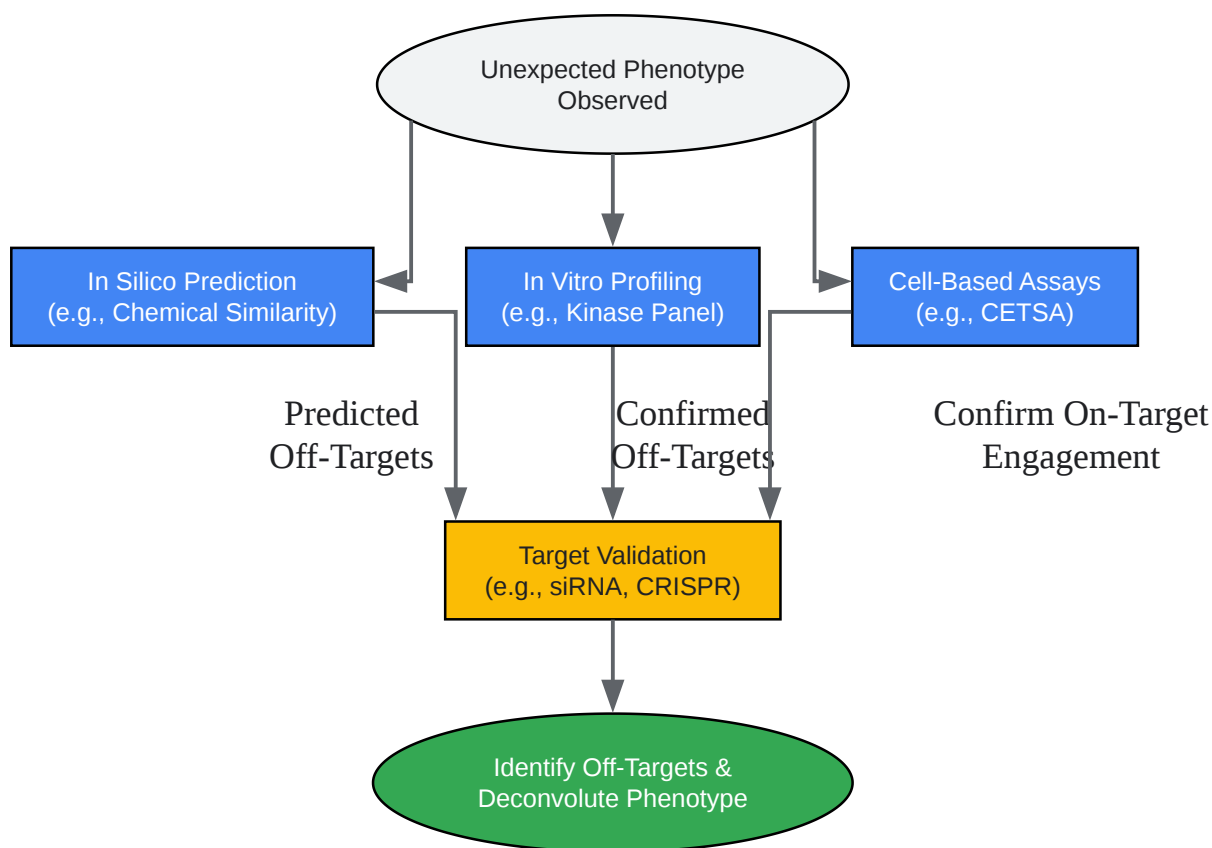 Unexpected Phenotype
Observed
In Silico Prediction
(e.g., Chemical Similarity)
In Vitro Profiling
(e.g., Kinase Panel)
Cell-Based Assays
(e.g., CETSA)
Predicted
Off-Targets
Confirmed
Off-Targets
Confirm On-Target
Engagement
Target Validation
(e.g., siRNA, CRISPR)
Identify Off-Targets &
Deconvolute Phenotype